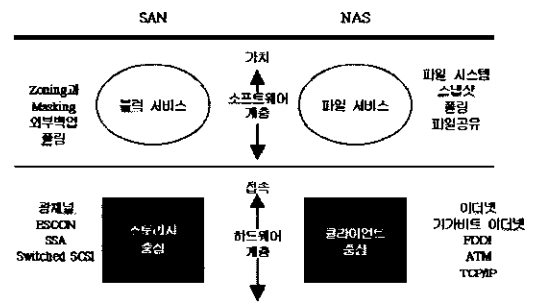 SAN NAS
가치
Zoning과
Masking
외부백업
풀링
블럭 서비스
소프트웨어
계층
파일 서비스
파일 시스템
스냅샷
풀링
파일공유
접속
광채널,
ESCON
SSA
Switched SCSI
스토리지
중심
하드웨어
계층
클라이언트
중심
이더넷
기가비트 이더넷
FDDI
ATM
TCP/IP